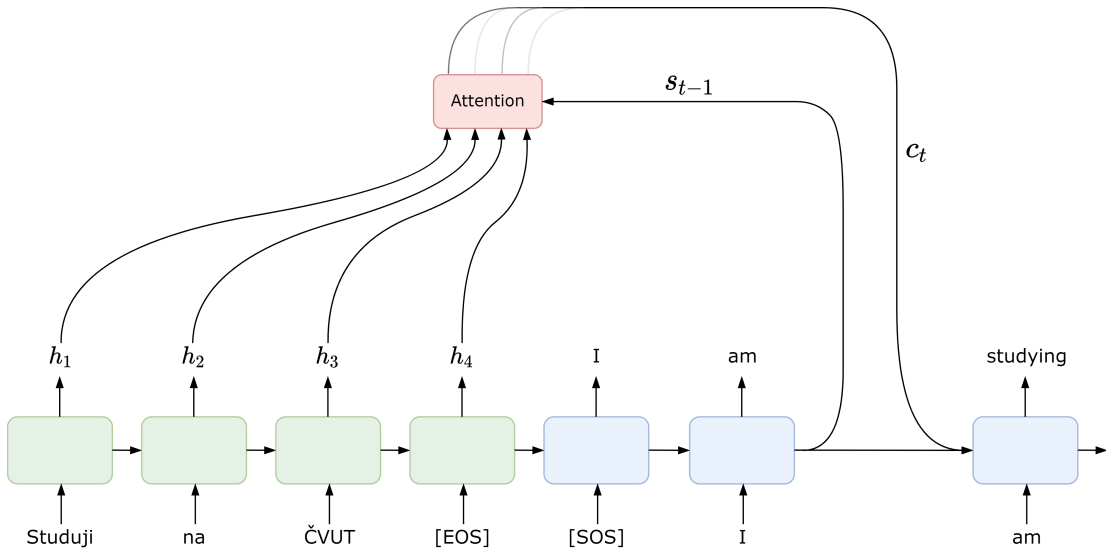 Attention
s_{t-1}
c_t
h_1 h_2 h_3 h_4 I am studying
Studuji na ČVUT [EOS] [SOS] I am